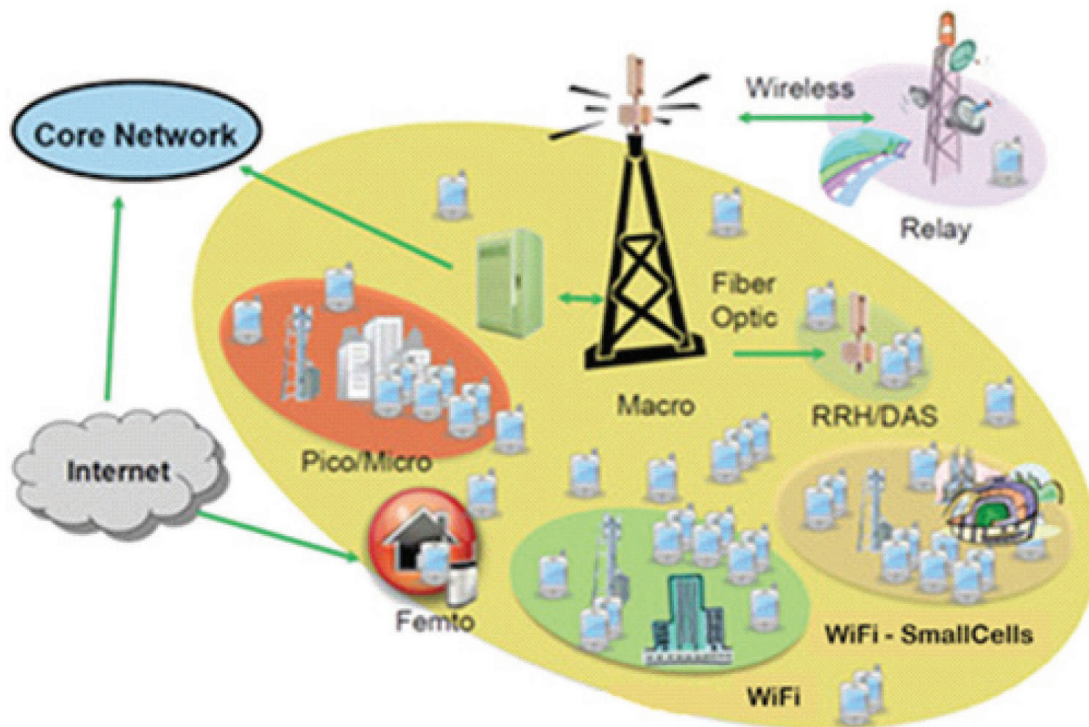 Wireless
Core Network
Relay
Fiber
Optic
Macro
RRH/DAS
Pico/Micro
Internet
Femto
WiFi - SmallCells
WiFi